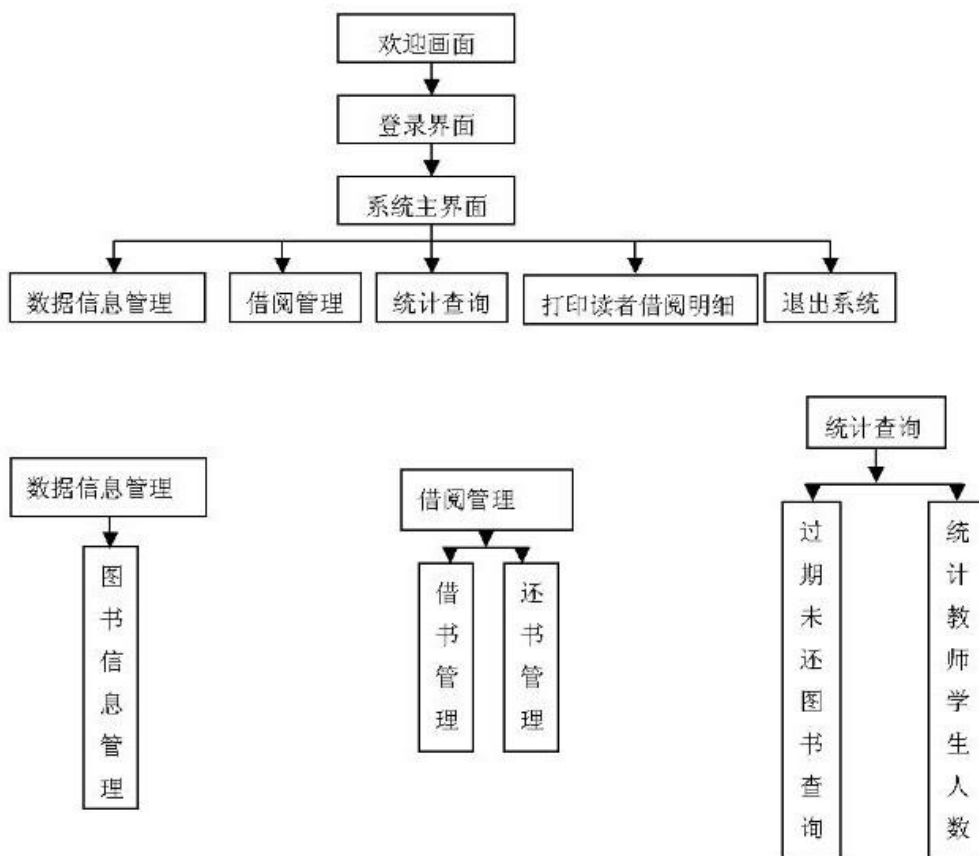 欢迎画面
登录界面
系统主界面
数据信息管理
借阅管理
统计查询
打印读者借阅明细
退出系统
数据信息管理
图书信息管理
借阅管理
借书管理
还书管理
统计查询
过期未还图书查询
统计教师学生人数